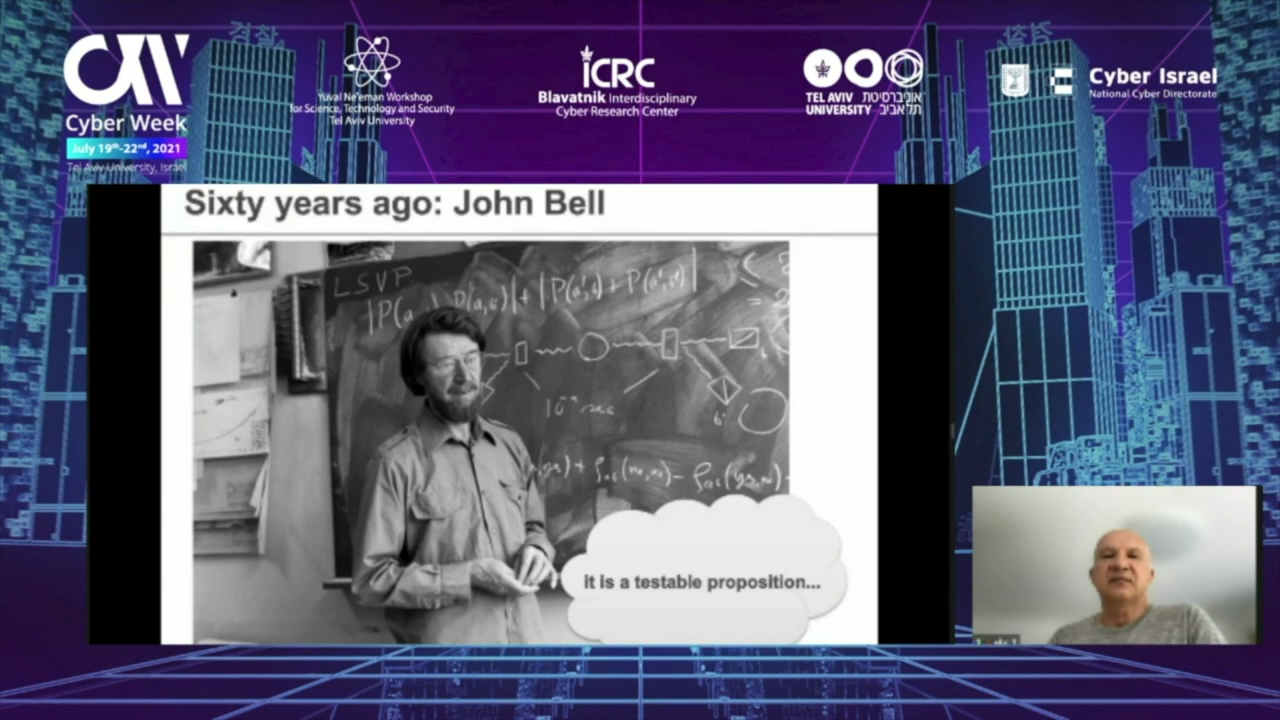 Cyber Week
July 19th-22nd, 2021
Tel Aviv University, Israel
Yuval Ne'eman Workshop
for Science, Technology and Security
Tel Aviv University
ICRC
Blavatnik Interdisciplinary
Cyber Research Center
TEL AVIV אוניברסיטת
UNIVERSITY תל אביב
Cyber Israel
National Cyber Directorate
Sixty years ago: John Bell
LSVP
it is a testable proposition...